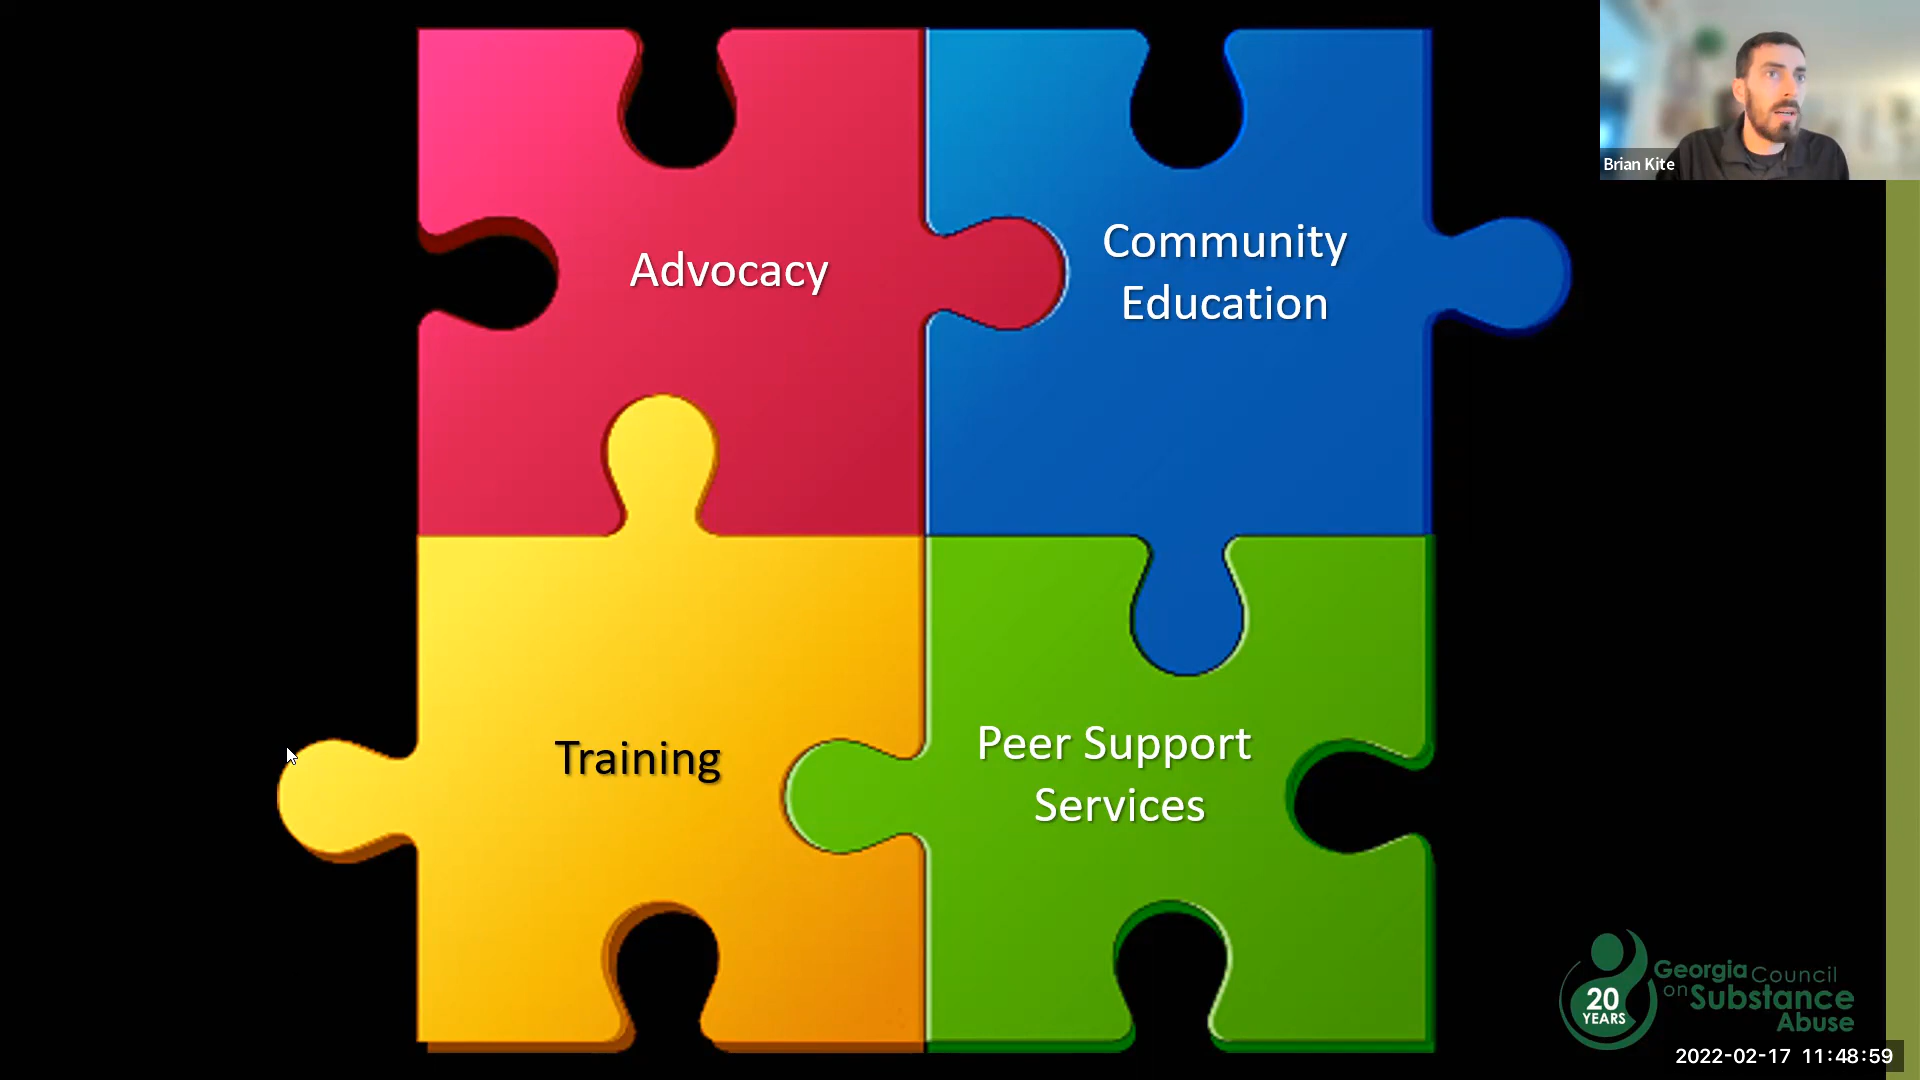 Brian Kite
Advocacy
Community
Education
Training
Peer Support
Services
20
YEARS
Georgia Council
on Substance
Abuse
2022-02-17 11:48:59